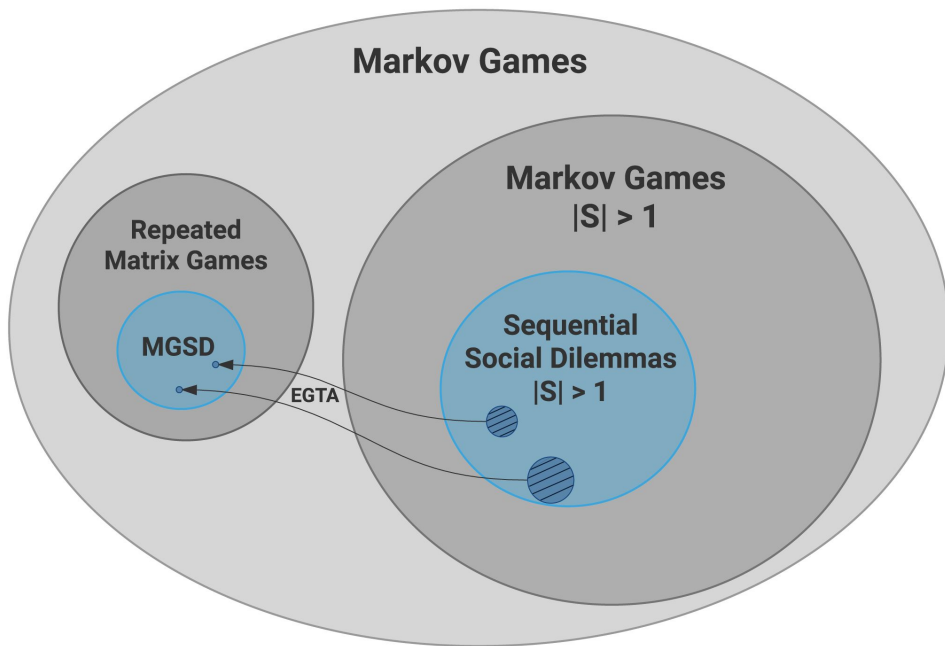 Markov Games
Markov Games
|S| > 1
Repeated
Matrix Games
MGSD
EGTA
Sequential
Social Dilemmas
|S| > 1